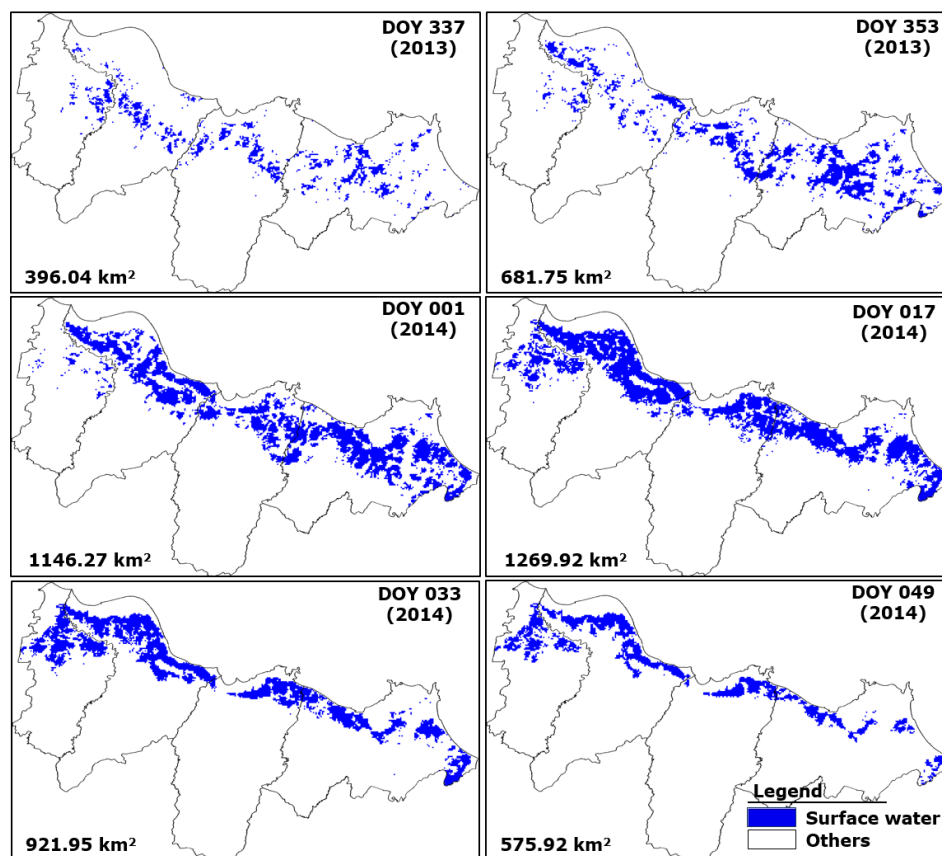 DOY 337
(2013)
396.04 km²
DOY 353
(2013)
681.75 km²
DOY 001
(2014)
1146.27 km²
DOY 017
(2014)
1269.92 km²
DOY 033
(2014)
921.95 km²
DOY 049
(2014)
575.92 km²
Legend
Surface water
Others